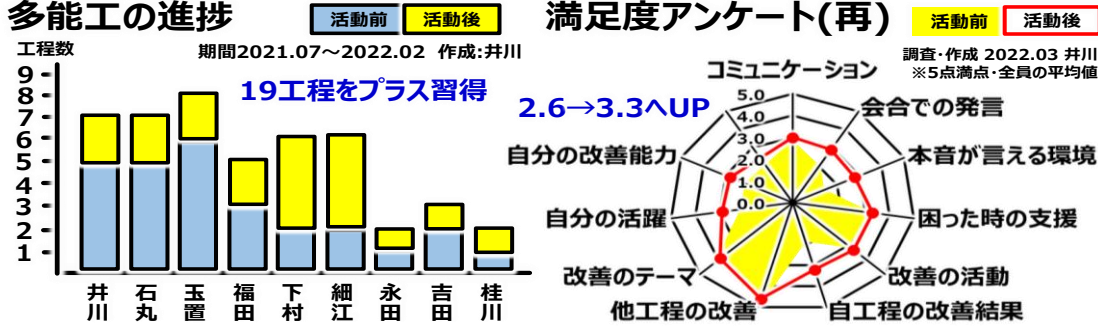 多能工の進捗
活動前
活動後
工程数
期間2021.07～2022.02 作成:井川
19工程をプラス習得
9
8
7
6
5
4
3
2
1
井川
石丸
玉置
福田
下村
細江
永田
吉田
桂川
満足度アンケート(再)
活動前
活動後
調査・作成 2022.03 井川
※5点満点・全員の平均値
2.6→3.3へUP
コミュニケーション
会合での発言
本音が言える環境
困った時の支援
改善の活動
自工程の改善結果
他工程の改善
改善のテーマ
自分の活躍
自分の改善能力
5.0
4.0
3.0
2.0
1.0
0.0